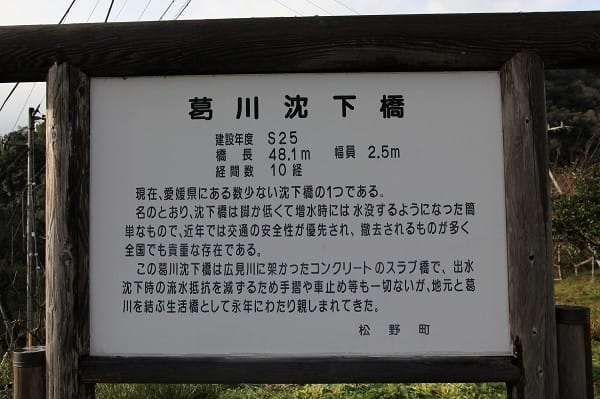 葛川沈下橋
建設年度 S25
橋長 48.1m 幅員 2.5m
経間数 10経
現在、愛媛県にある数少ない沈下橋の1つである。
名のとおり、沈下橋は脚か低くて増水時には水没するようになった簡
単なもので、近年では交通の安全性が優先され、撤去されるものが多く
全国でも貴重な存在である。
この葛川沈下橋は広見川に架かったコンクリートのスラブ橋で、出水
沈下時の流水抵抗を減するため手摺や車止め等も一切ないが、地元と葛
川を結ぶ生活橋として永年にわたり親しまれてきた。
松野町